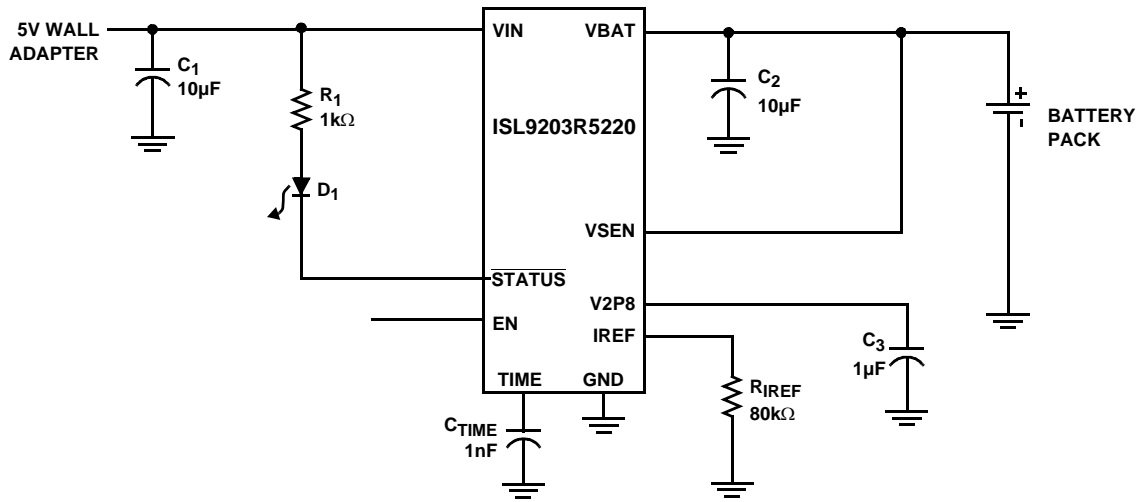 5V WALL
ADAPTER
C1
10µF
R1
1kΩ
D1
VIN
VBAT
ISL9203R5220
VSEN
STATUS
V2P8
EN
IREF
TIME
GND
C2
10µF
+
-
BATTERY
PACK
C3
1µF
RIREF
80kΩ
CTIME
1nF